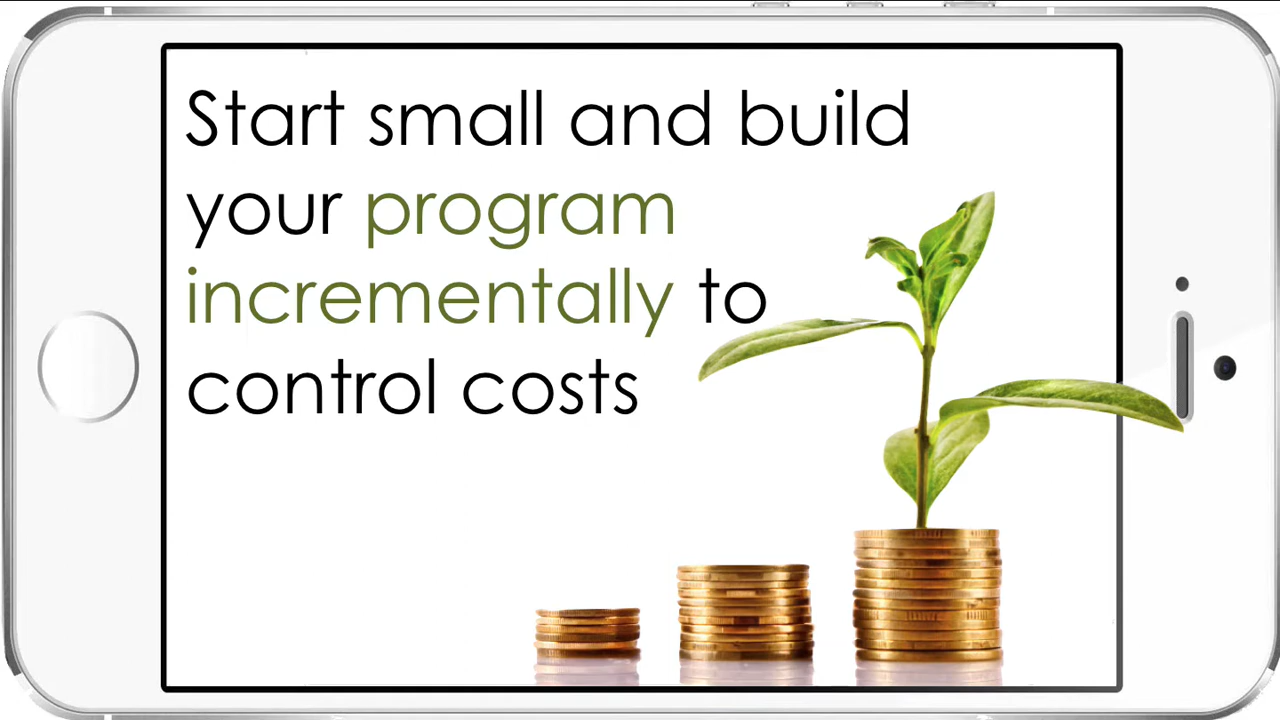 Start small and build
your program
incrementally to
control costs